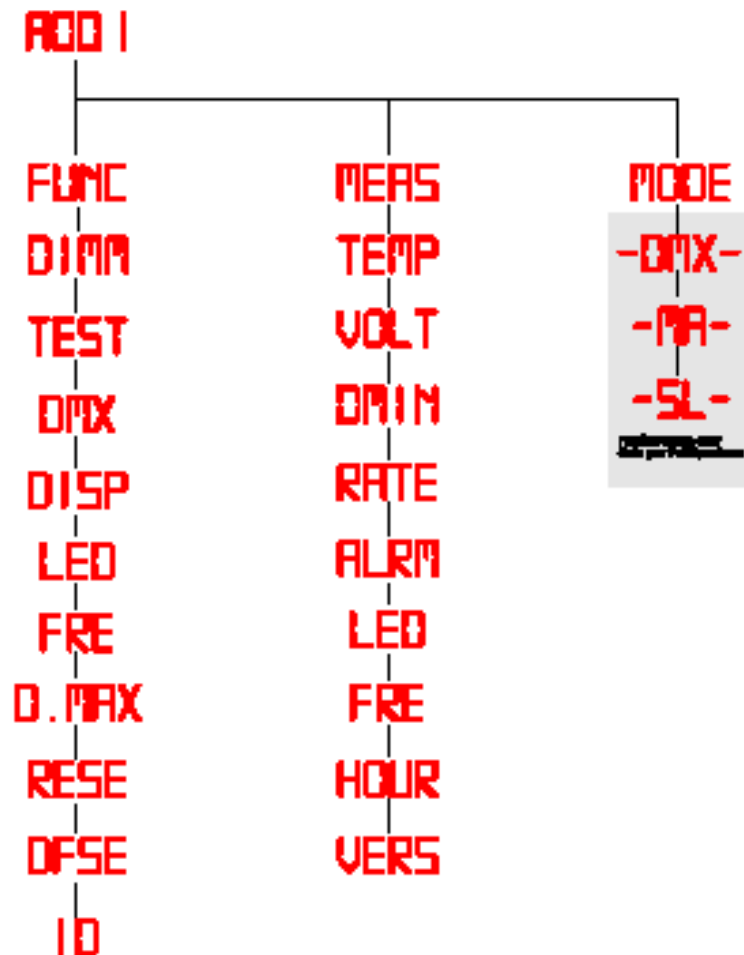 A001
FUNC
DIMM
TEST
DMX
DISP
LED
FRE
D.MAX
RESE
DFSE
ID
MEAS
TEMP
VOLT
DMIN
RATE
ALRM
LED
FRE
HOUR
VERS
MODE
-DMX-
-MA-
-SL-